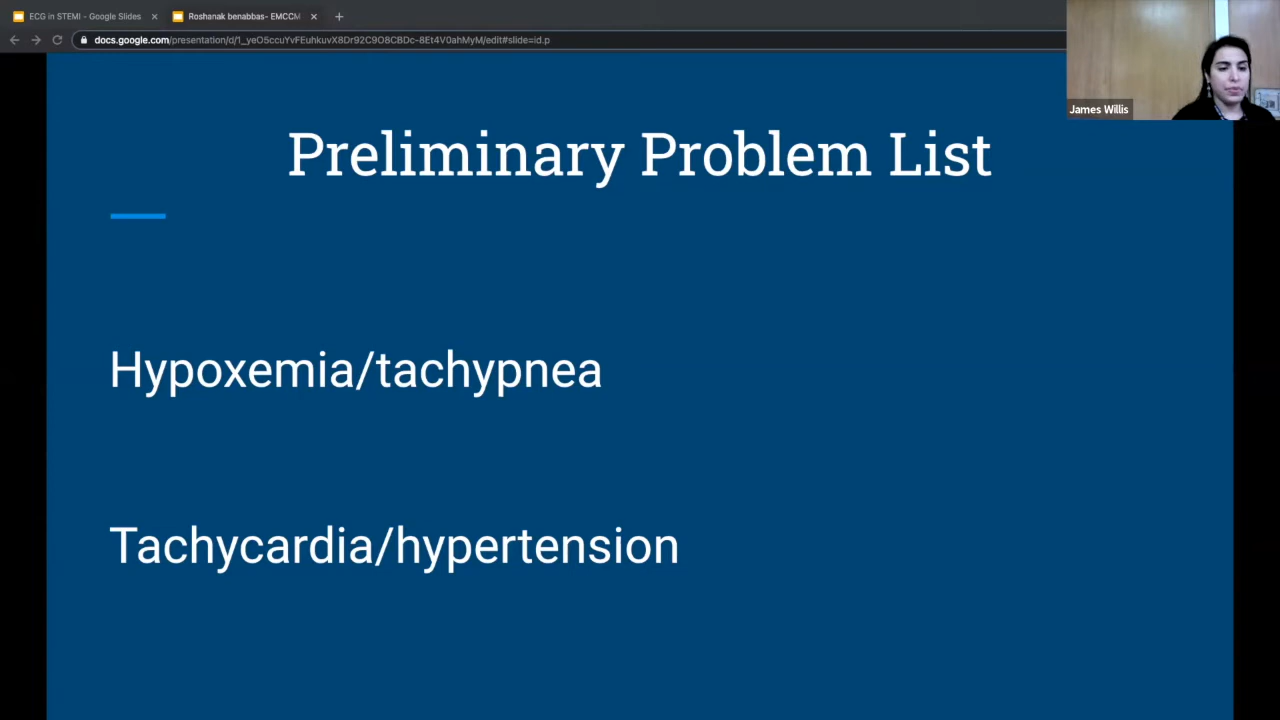 ECG in STEMI - Google Slides
Roshanak benabbas- EMCCM
docs.google.com/presentation/d/1_yeO5ccuYvFEuhkuvX8Dr92C9O8CBDc-8Et4V0ahMyM/edit#slide=id.p
James Willis
Preliminary Problem List
Hypoxemia/tachypnea
Tachycardia/hypertension